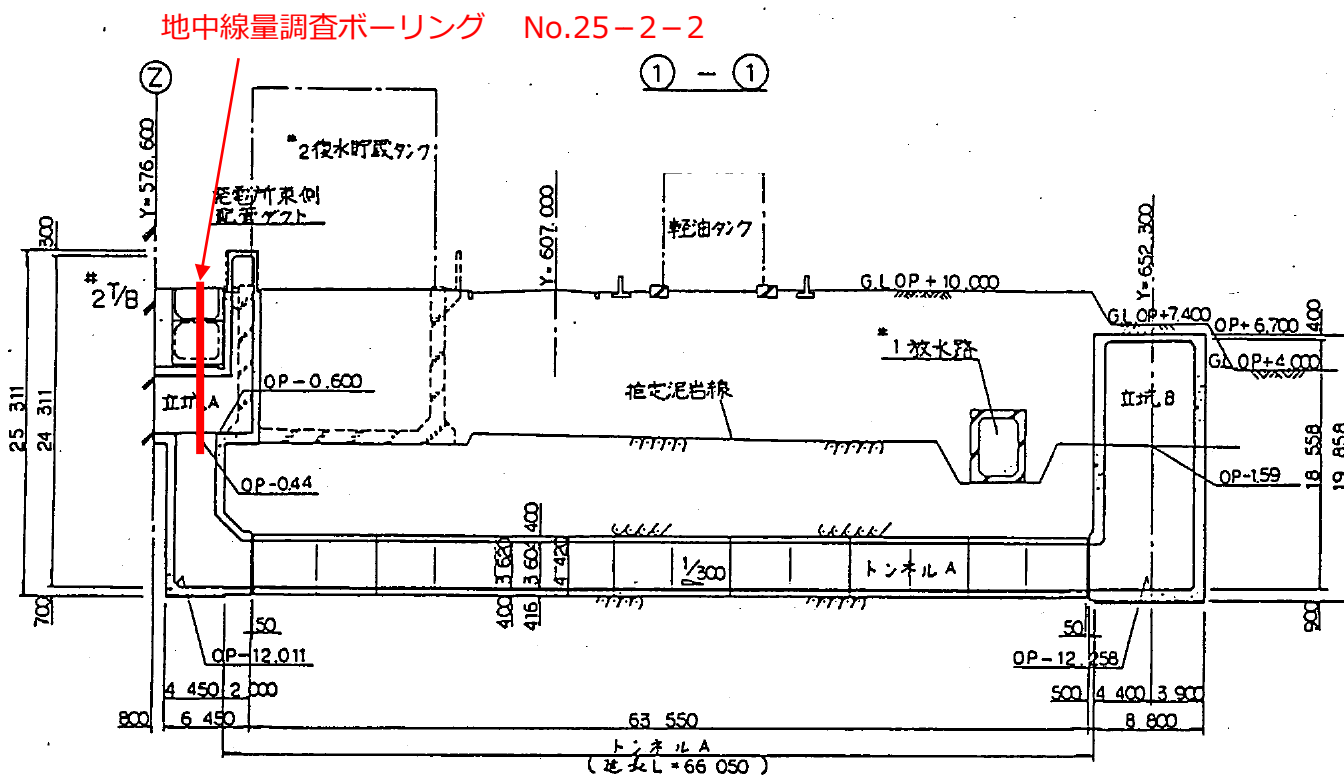 地中線量調査ボーリング No.25−2−2
① − ①
Z
Y=576.600
#2復水貯蔵タンク
発電所東側
配管ダクト
Y=607.000
軽油タンク
Y=652.300
300
#2T/B
G.L OP+10.000
G.L OP+7.400
OP+6.700
400
G.L OP+4.000
#1放水路
OP-0.600
推定泥岩線
立坑A
立坑B
25 311
24 311
18 558
19 858
OP-0.44
OP-1.59
400
3 620
3 604
4 420
1/300
トンネルA
700
400
416
900
50
50
OP-12.011
OP-12.258
4 450
2 000
500
4 400
3 900
800
6 450
63 550
8 800
トンネルA
(延長L=66 050)